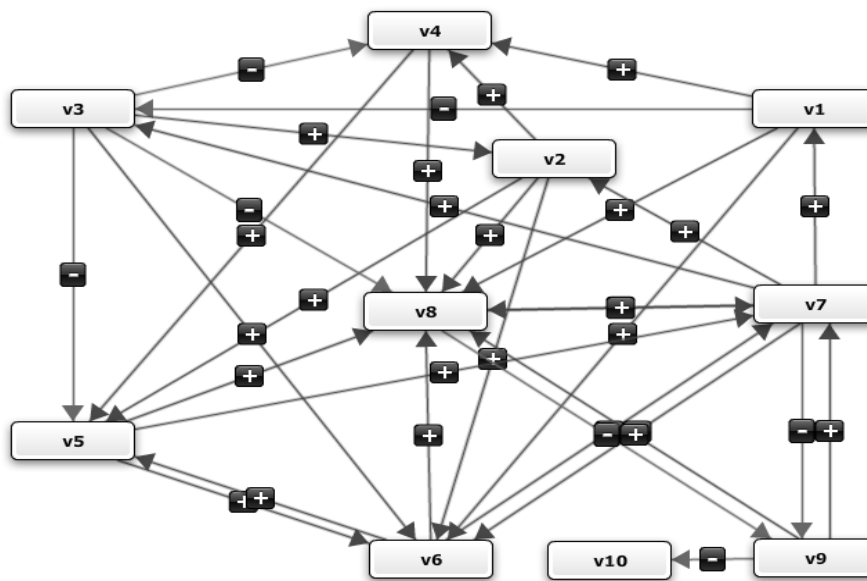 v4
-
+
v3
-
v1
+
+
v2
+
-
+
+
+
+
+
-
+
v8
+
v7
+
+
+
+
+
+
v5
+
-
+
-
+
+
+
v6
v10
-
v9